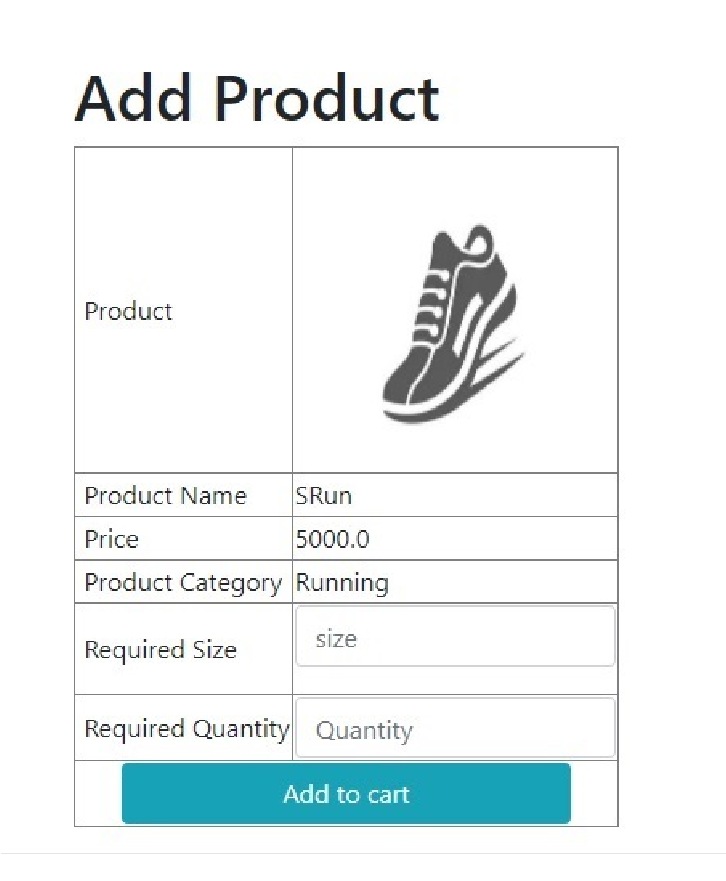 Add Product
Product
Product Name SRun
Price 5000.0
Product Category Running
Required Size size
Required Quantity Quantity
Add to cart